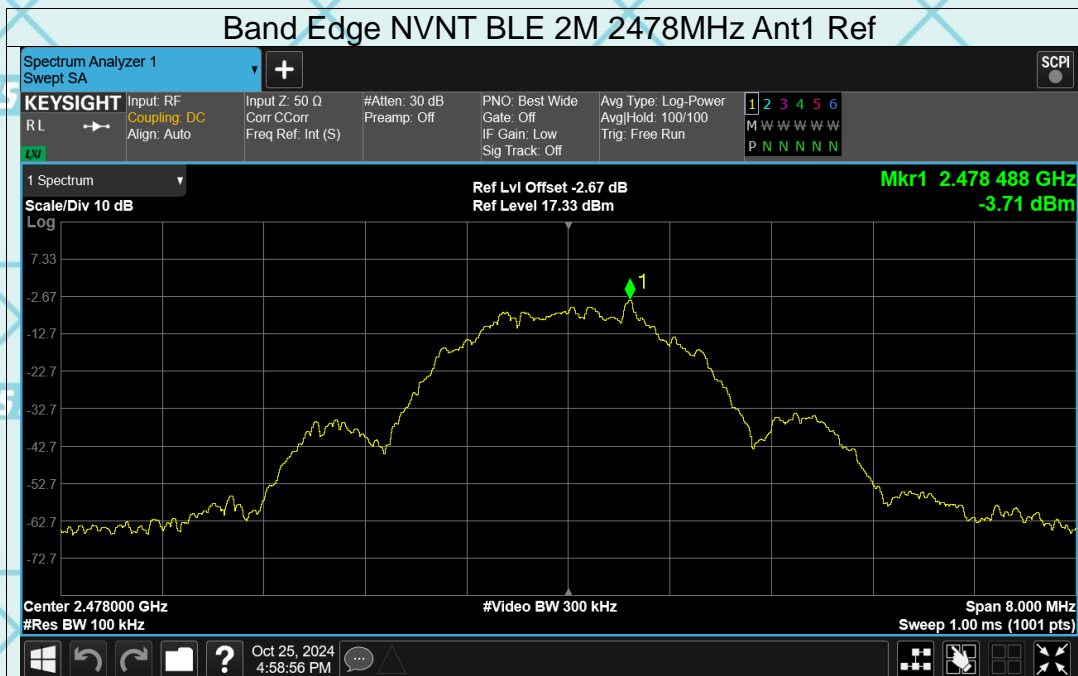 Band Edge NVNT BLE 2M 2478MHz Ant1 Ref
Spectrum Analyzer 1
Swept SA
+
SCPI
KEYSIGHT
R L
LXI
Input: RF
Coupling: DC
Align: Auto
Input Z: 50 Ω
Corr CCorr
Freq Ref: Int (S)
#Atten: 30 dB
Preamp: Off
PNO: Best Wide
Gate: Off
IF Gain: Low
Sig Track: Off
Avg Type: Log-Power
Avg|Hold: 100/100
Trig: Free Run
1 2 3 4 5 6
M W W W W W
P N N N N N
1 Spectrum
Scale/Div 10 dB
Ref Lvl Offset -2.67 dB
Ref Level 17.33 dBm
Mkr1 2.478 488 GHz
-3.71 dBm
Log
7.33
-2.67
-12.7
-22.7
-32.7
-42.7
-52.7
-62.7
-72.7
1
Center 2.478000 GHz
#Res BW 100 kHz
#Video BW 300 kHz
Span 8.000 MHz
Sweep 1.00 ms (1001 pts)
?
Oct 25, 2024
4:58:56 PM